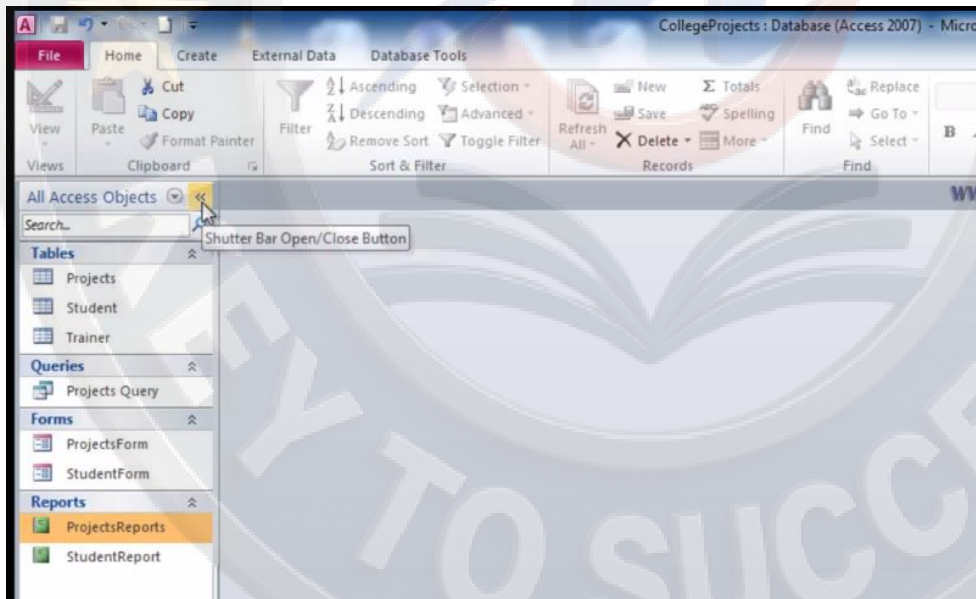 A
CollegeProjects : Database (Access 2007) - Micro
File Home Create External Data Database Tools
View
Views
Paste
Cut
Copy
Format Painter
Clipboard
Filter
Ascending
Descending
Remove Sort
Selection
Advanced
Toggle Filter
Sort & Filter
Refresh
All
New
Save
Delete
Totals
Spelling
More
Records
Find
Replace
Go To
Select
Find
B
All Access Objects
Search...
Shutter Bar Open/Close Button
Tables
Projects
Student
Trainer
Queries
Projects Query
Forms
ProjectsForm
StudentForm
Reports
ProjectsReports
StudentReport
KEY TO SUCC